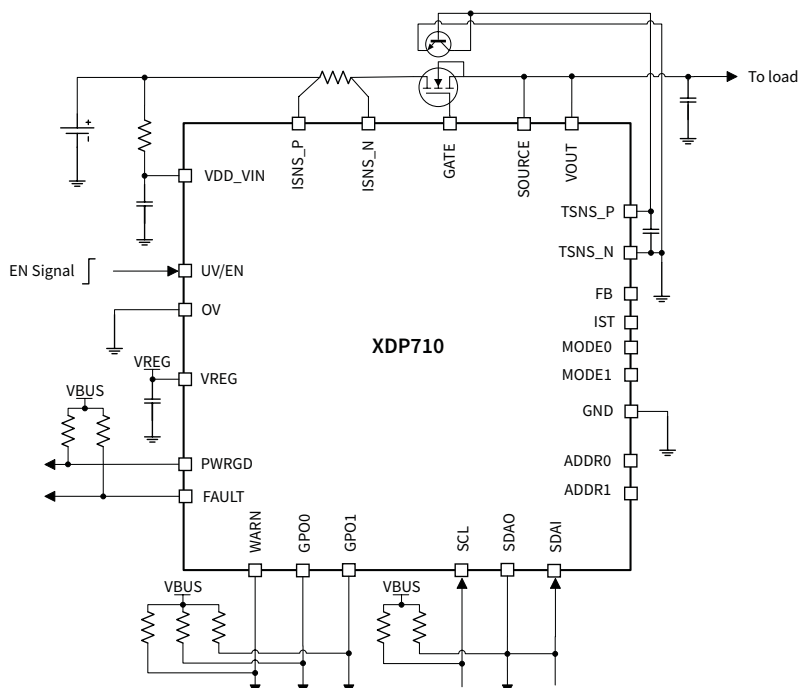 To load
+
-
ISNS_P
ISNS_N
GATE
SOURCE
VOUT
VDD_VIN
TSNS_P
TSNS_N
EN Signal
UV/EN
OV
FB
IST
XDP710
MODE0
MODE1
VREG
VREG
VBUS
GND
PWRGD
FAULT
ADDR0
ADDR1
WARN
GPO0
GPO1
SCL
SDAO
SDAI
VBUS
VBUS